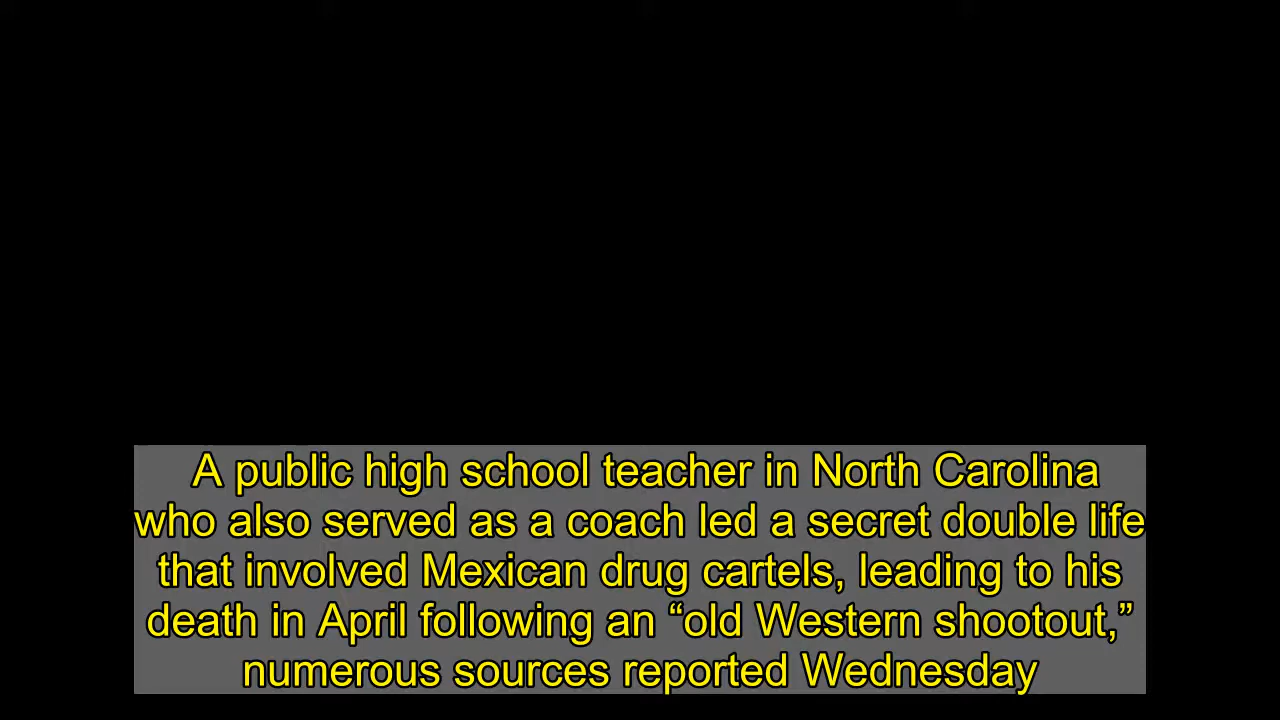 A public high school teacher in North Carolina
who also served as a coach led a secret double life
that involved Mexican drug cartels, leading to his
death in April following an “old Western shootout,”
numerous sources reported Wednesday